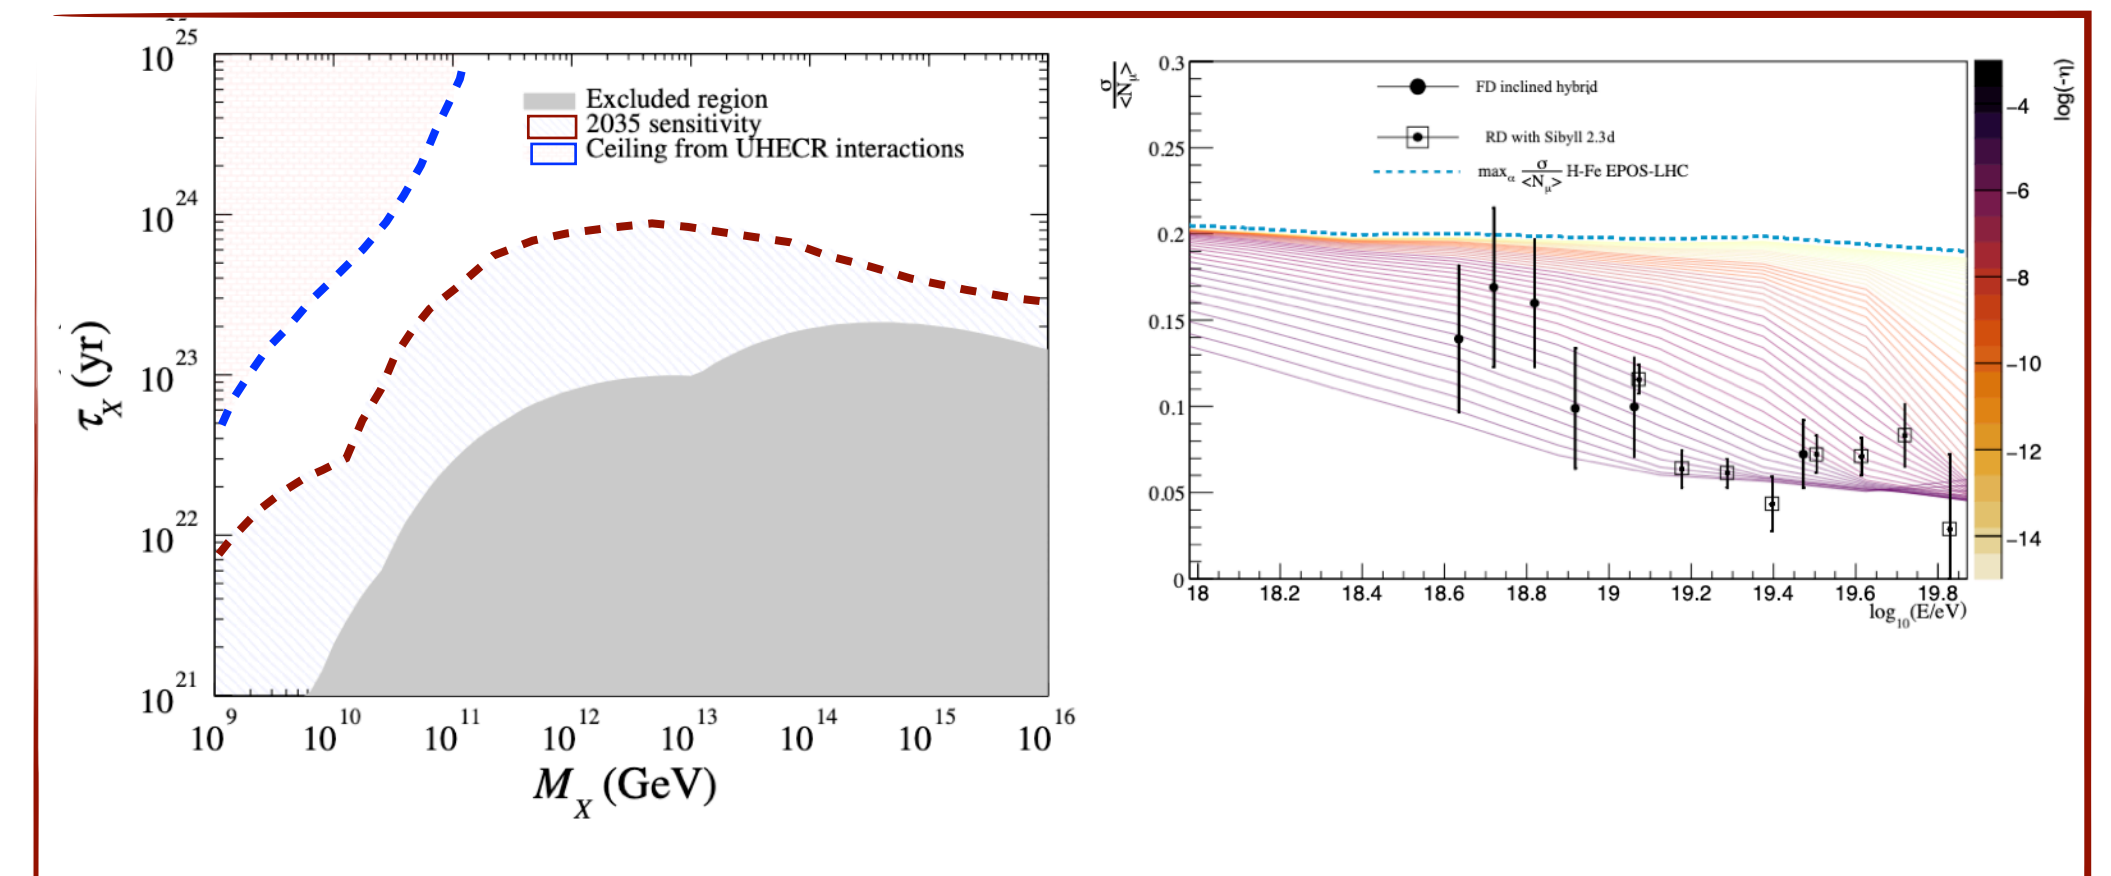 10^25
10^24
10^23
10^22
10^21
τ_X (yr)
Excluded region
2035 sensitivity
Ceiling from UHECR interactions
10^9 10^10 10^11 10^12 10^13 10^14 10^15 10^16
M_X (GeV)
σ/<N_μ>
0.3
0.25
0.2
0.15
0.1
0.05
0
FD inclined hybrid
RD with Sibyll 2.3d
max_α σ/<N_μ> H-Fe EPOS-LHC
18 18.2 18.4 18.6 18.8 19 19.2 19.4 19.6 19.8
log_10(E/eV)
log(-η)
−4
−6
−8
−10
−12
−14